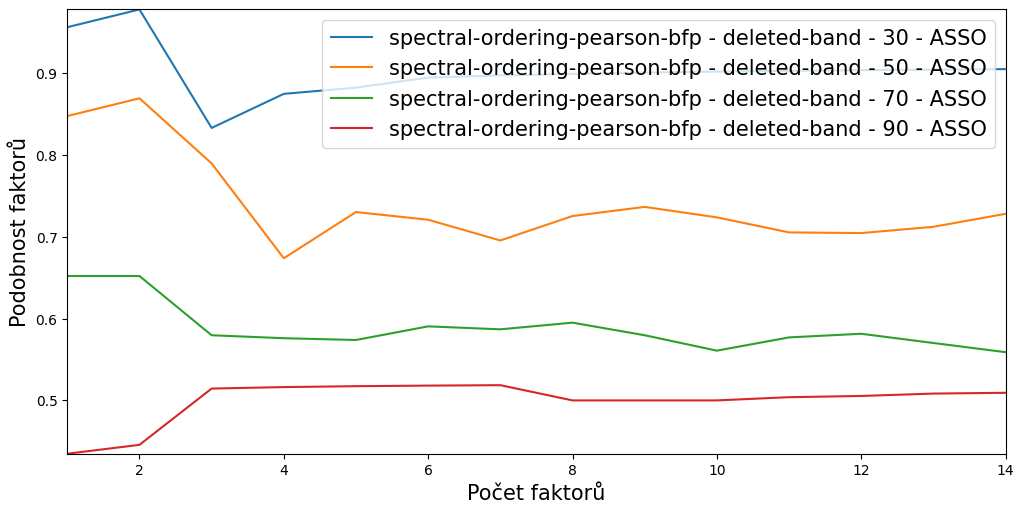 spectral-ordering-pearson-bfp - deleted-band - 30 - ASSO
spectral-ordering-pearson-bfp - deleted-band - 50 - ASSO
spectral-ordering-pearson-bfp - deleted-band - 70 - ASSO
spectral-ordering-pearson-bfp - deleted-band - 90 - ASSO
Podobnost faktorů
0.9
0.8
0.7
0.6
0.5
2 4 6 8 10 12 14
Počet faktorů